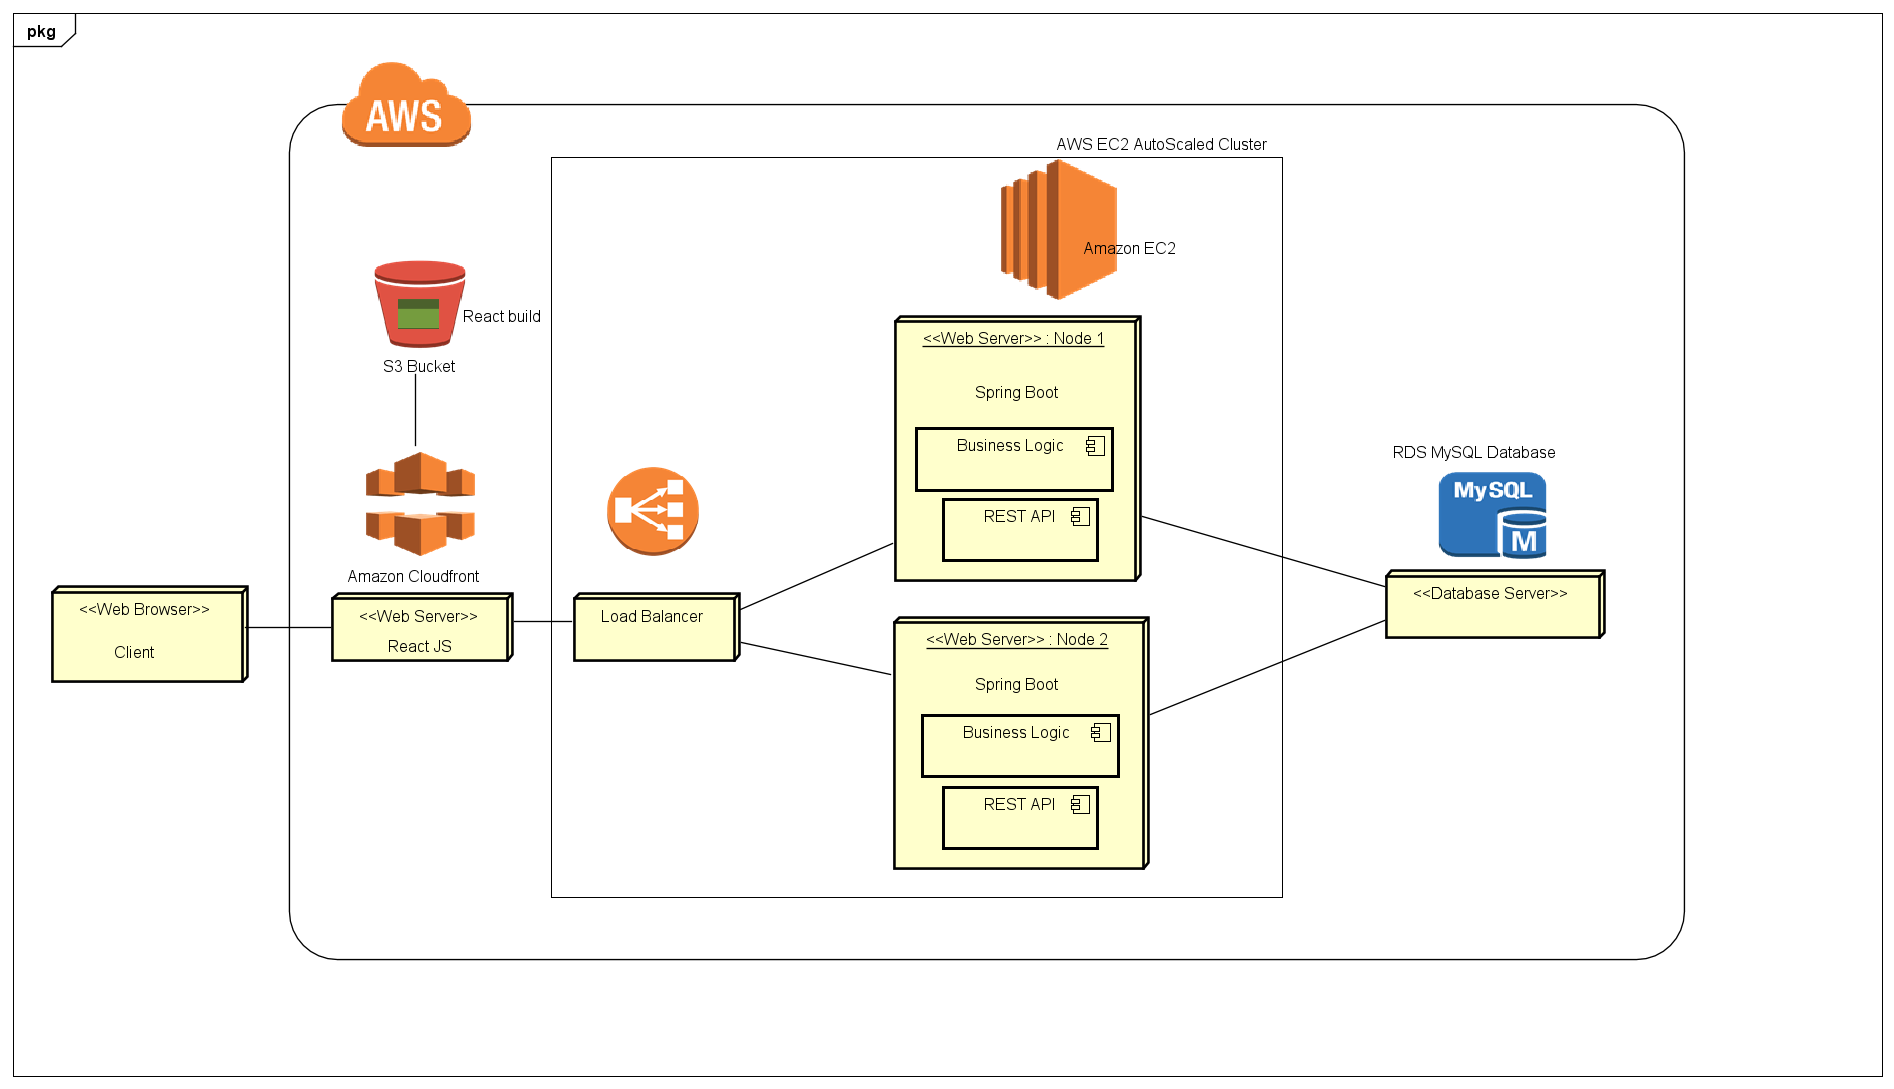 pkg
AWS
AWS EC2 AutoScaled Cluster
Amazon EC2
React build
S3 Bucket
<<Web Server>> : Node 1
Spring Boot
Business Logic
REST API
RDS MySQL Database
MySQL
M
Amazon Cloudfront
<<Web Browser>>
Client
<<Web Server>>
React JS
Load Balancer
<<Database Server>>
<<Web Server>> : Node 2
Spring Boot
Business Logic
REST API